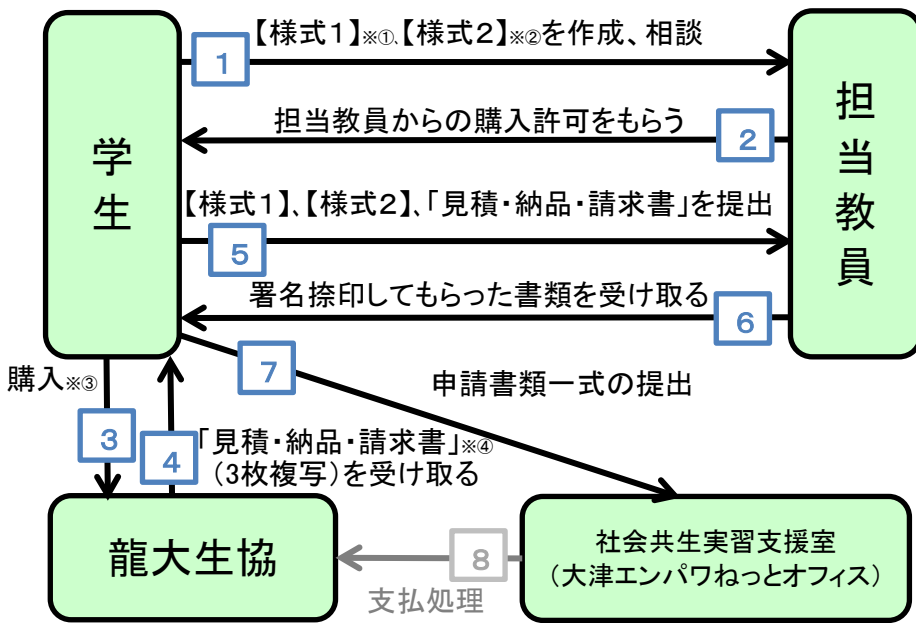 【様式１】※①、【様式２】※②を作成、相談
１
学生
担当教員
担当教員からの購入許可をもらう
２
【様式１】、【様式２】、「見積・納品・請求書」を提出
５
署名捺印してもらった書類を受け取る
６
７
購入※③
申請書類一式の提出
３
４
「見積・納品・請求書」※④
（3枚複写）を受け取る
龍大生協
社会共生実習支援室
（大津エンパワねっとオフィス）
８
支払処理